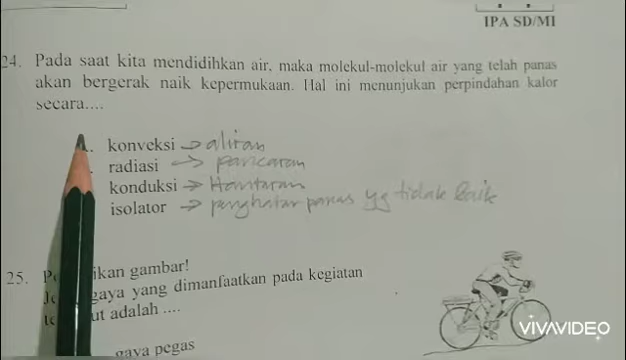 IPA SD/MI
24. Pada saat kita mendidihkan air, maka molekul-molekul air yang telah panas
akan bergerak naik kepermukaan. Hal ini menunjukan perpindahan kalor
secara....
konveksi → aliran
radiasi → pancaran
konduksi → Hantaran
isolator → penghatar panas yg tidak Baik
25. ikan gambar!
gaya yang dimanfaatkan pada kegiatan
ut adalah ....
gaya pegas
VIVAVIDEO